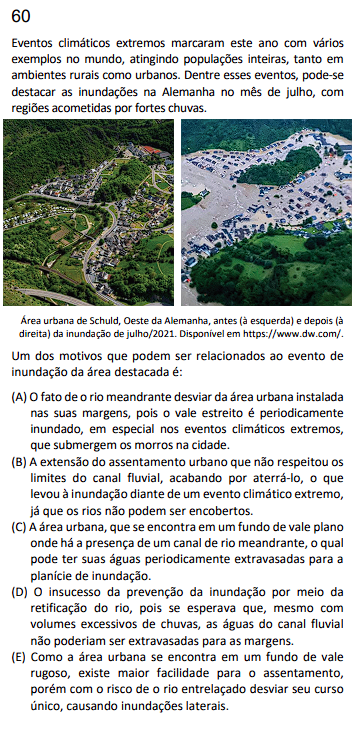 60
Eventos climáticos extremos marcaram este ano com vários
exemplos no mundo, atingindo populações inteiras, tanto em
ambientes rurais como urbanos. Dentre esses eventos, pode-se
destacar as inundações na Alemanha no mês de julho, com
regiões acometidas por fortes chuvas.
Área urbana de Schuld, Oeste da Alemanha, antes (à esquerda) e depois (à
direita) da inundação de julho/2021. Disponível em https://www.dw.com/.
Um dos motivos que podem ser relacionados ao evento de
inundação da área destacada é:
(A) O fato de o rio meandrante desviar da área urbana instalada
nas suas margens, pois o vale estreito é periodicamente
inundado, em especial nos eventos climáticos extremos,
que submergem os morros na cidade.
(B) A extensão do assentamento urbano que não respeitou os
limites do canal fluvial, acabando por aterrá-lo, o que
levou à inundação diante de um evento climático extremo,
já que os rios não podem ser encobertos.
(C) A área urbana, que se encontra em um fundo de vale plano
onde há a presença de um canal de rio meandrante, o qual
pode ter suas águas periodicamente extravasadas para a
planície de inundação.
(D) O insucesso da prevenção da inundação por meio da
retificação do rio, pois se esperava que, mesmo com
volumes excessivos de chuvas, as águas do canal fluvial
não poderiam ser extravasadas para as margens.
(E) Como a área urbana se encontra em um fundo de vale
rugoso, existe maior facilidade para o assentamento,
porém com o risco de o rio entrelaçado desviar seu curso
único, causando inundações laterais.